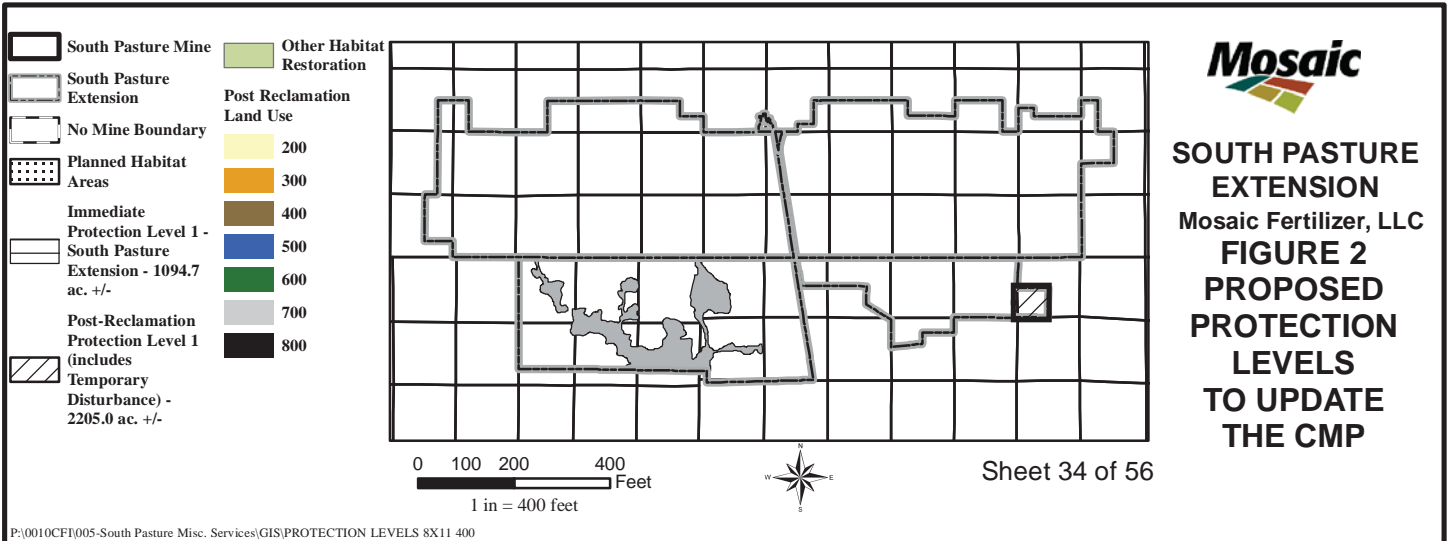 South Pasture Mine
South Pasture
Extension
No Mine Boundary
Planned Habitat
Areas
Immediate
Protection Level 1 -
South Pasture
Extension - 1094.7
ac. +/-
Post-Reclamation
Protection Level 1
(includes
Temporary
Disturbance) -
2205.0 ac. +/-
Other Habitat
Restoration
Post Reclamation
Land Use
200
300
400
500
600
700
800
0 100 200 400
Feet
1 in = 400 feet
N
W E
S
Sheet 34 of 56
Mosaic
SOUTH PASTURE
EXTENSION
Mosaic Fertilizer, LLC
FIGURE 2
PROPOSED
PROTECTION
LEVELS
TO UPDATE
THE CMP
P:\0010CFI\005-South Pasture Misc. Services\GIS\PROTECTION LEVELS 8X11 400